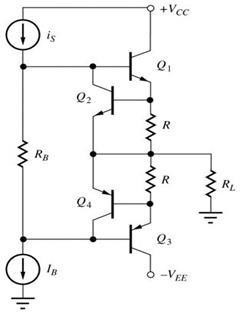 +V_CC
i_S
Q_1
Q_2
R
R_B
R
R_L
Q_4
Q_3
I_B
−V_EE